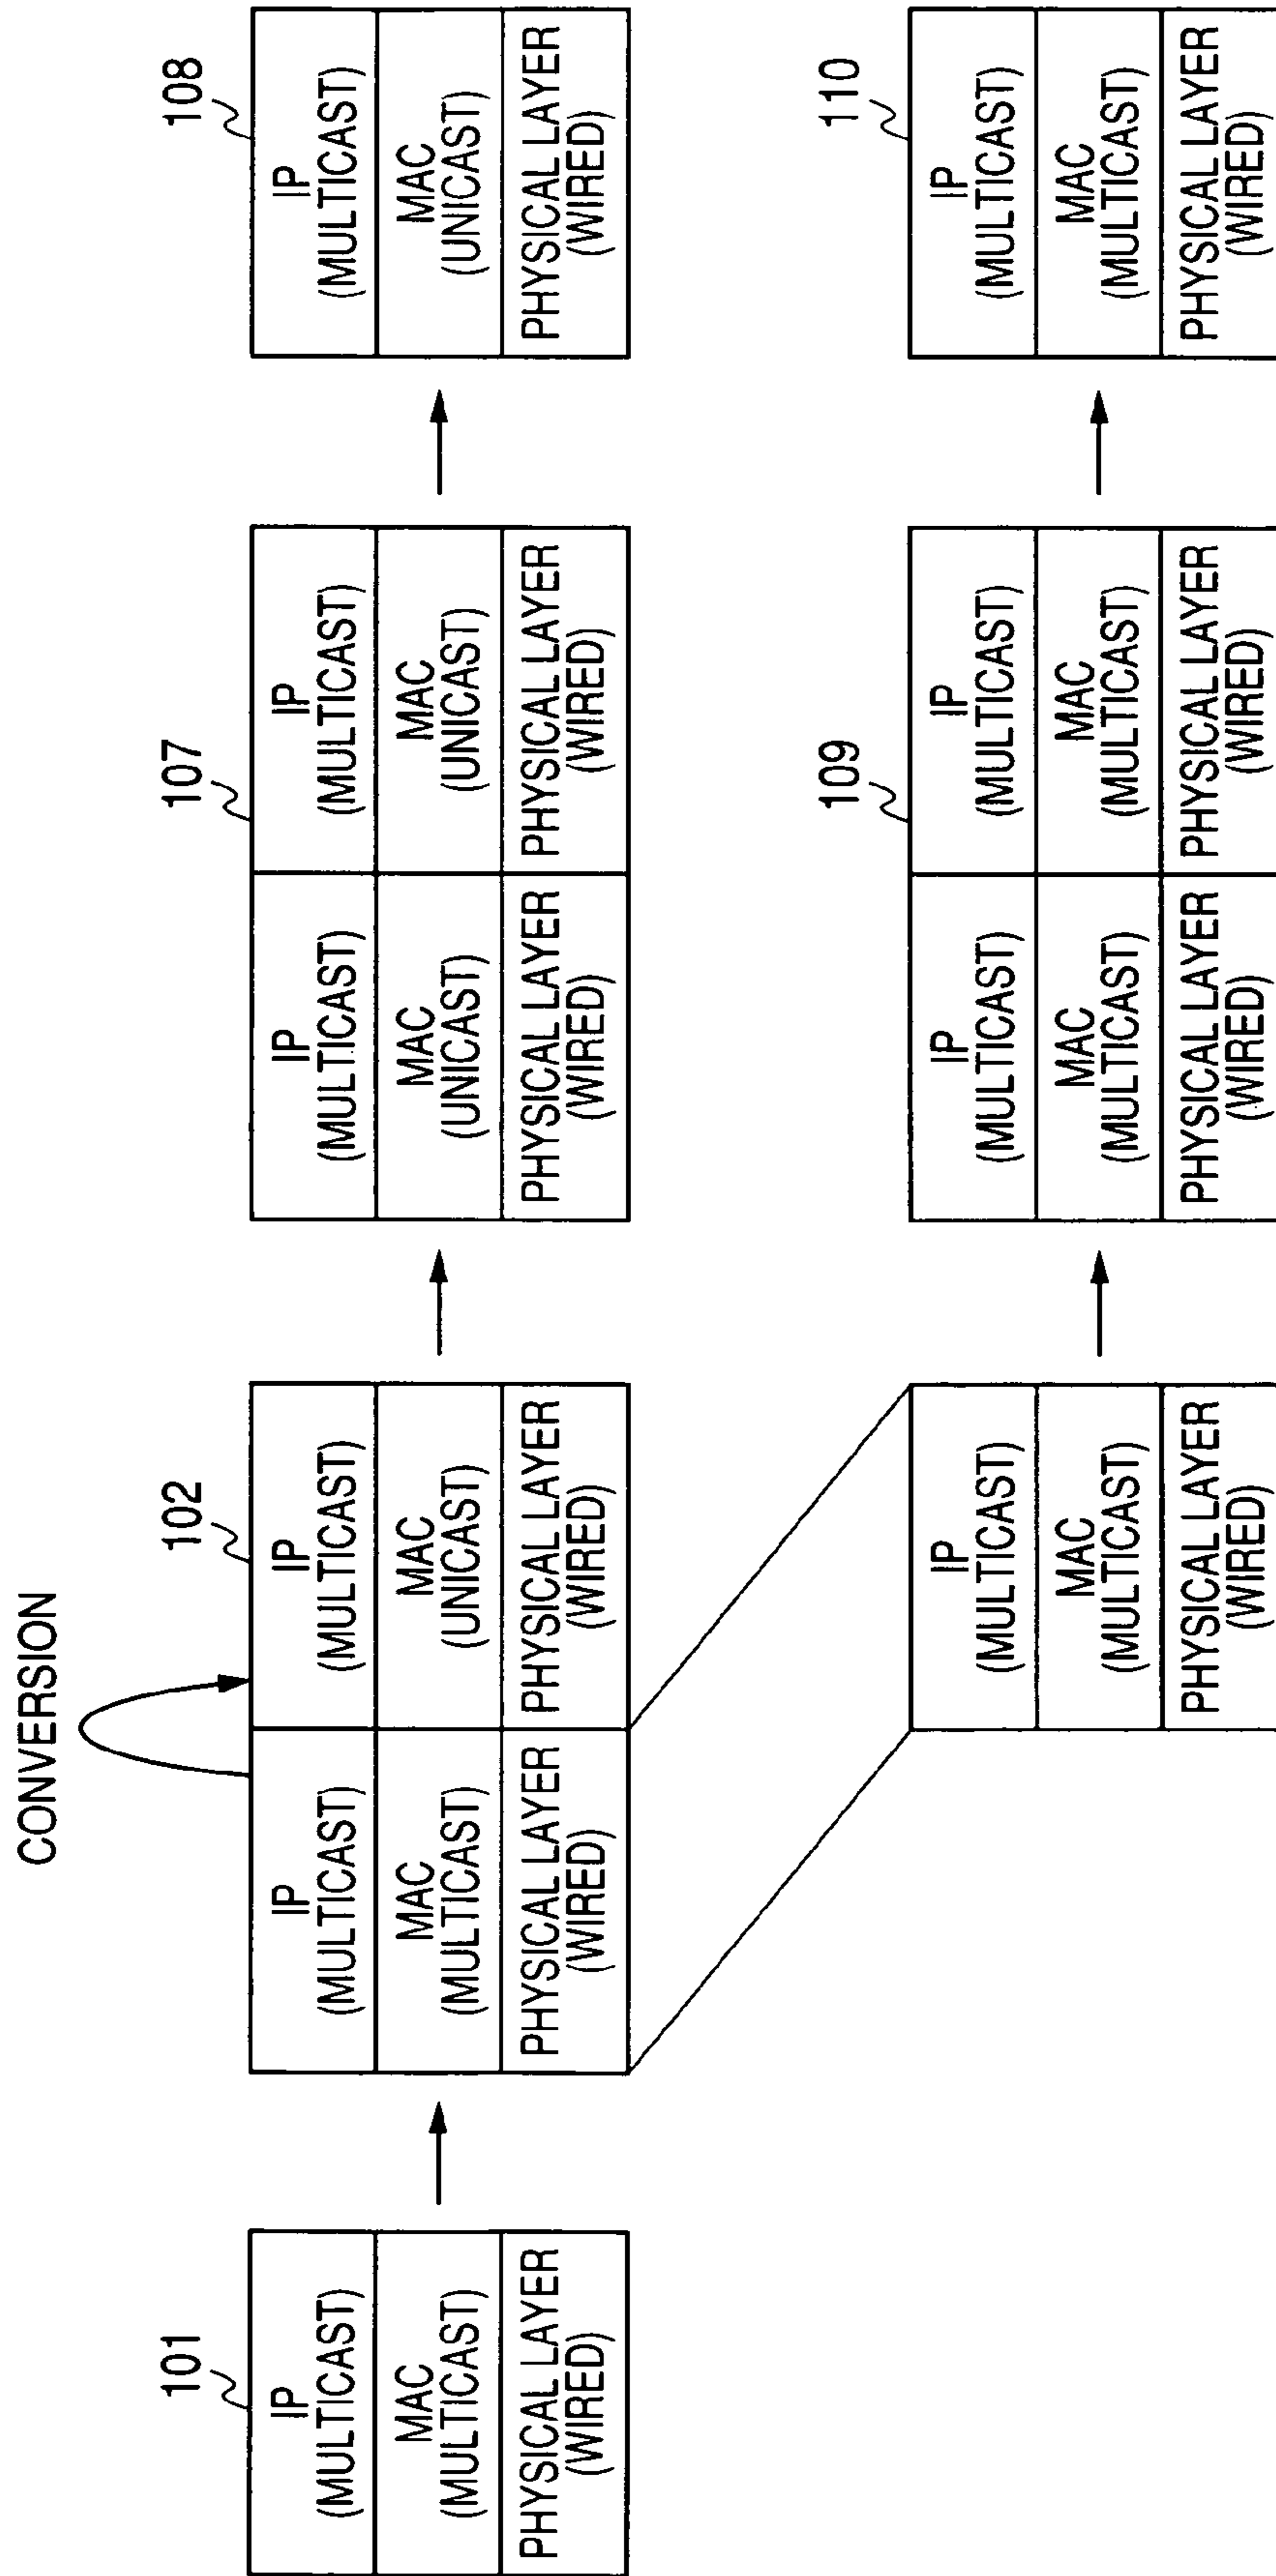 CONVERSION
101
IP
(MULTICAST)
MAC
(MULTICAST)
PHYSICAL LAYER
(WIRED)
102
IP
(MULTICAST)
MAC
(MULTICAST)
PHYSICAL LAYER
(WIRED)
IP
(MULTICAST)
MAC
(UNICAST)
PHYSICAL LAYER
(WIRED)
107
IP
(MULTICAST)
MAC
(UNICAST)
PHYSICAL LAYER
(WIRED)
IP
(MULTICAST)
MAC
(UNICAST)
PHYSICAL LAYER
(WIRED)
108
IP
(MULTICAST)
MAC
(UNICAST)
PHYSICAL LAYER
(WIRED)
IP
(MULTICAST)
MAC
(MULTICAST)
PHYSICAL LAYER
(WIRED)
109
IP
(MULTICAST)
MAC
(MULTICAST)
PHYSICAL LAYER
(WIRED)
IP
(MULTICAST)
MAC
(MULTICAST)
PHYSICAL LAYER
(WIRED)
110
IP
(MULTICAST)
MAC
(MULTICAST)
PHYSICAL LAYER
(WIRED)